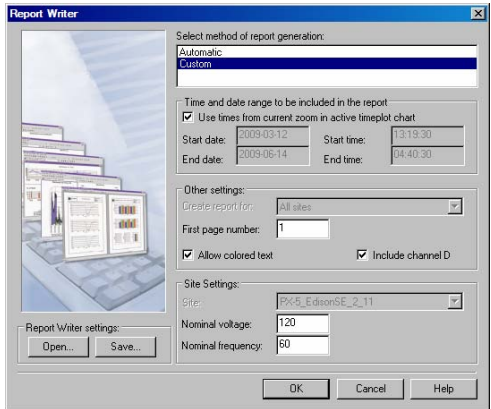 Report Writer
Select method of report generation:
Automatic
Custom
Time and date range to be included in the report
Use times from current zoom in active timeplot chart
Start date: 2009-03-12 Start time: 13:19:30
End date: 2009-06-14 End time: 04:40:30
Other settings:
Create report for: All sites
First page number: 1
Allow colored text Include channel D
Site Settings:
Site: PX-5_EdisonSE_2_11
Nominal voltage: 120
Nominal frequency: 60
Report Writer settings:
Open... Save...
OK Cancel Help